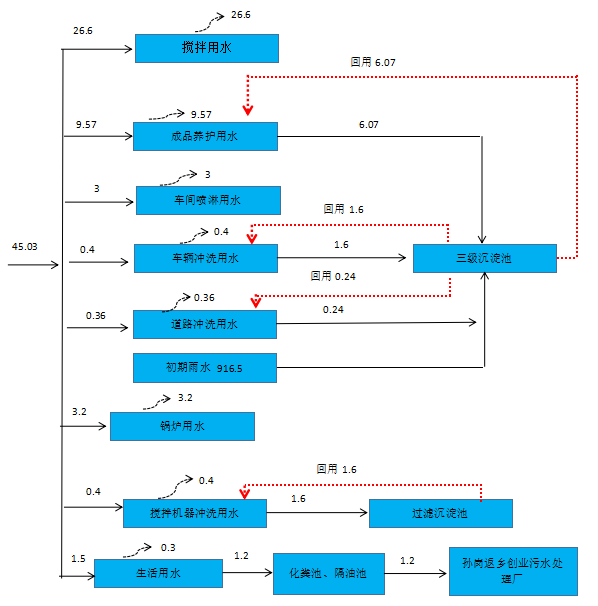 26.6
26.6
搅拌用水
回用 6.07
9.57
9.57
成品养护用水
6.07
3
3
车间喷淋用水
回用 1.6
45.03
0.4
0.4
车辆冲洗用水
1.6
三级沉淀池
回用 0.24
0.36
0.36
道路冲洗用水
0.24
初期雨水 916.5
3.2
3.2
锅炉用水
回用 1.6
0.4
0.4
搅拌机器冲洗用水
1.6
过滤沉淀池
1.5
0.3
生活用水
1.2
化粪池、隔油池
1.2
孙岗返乡创业污水处
理厂